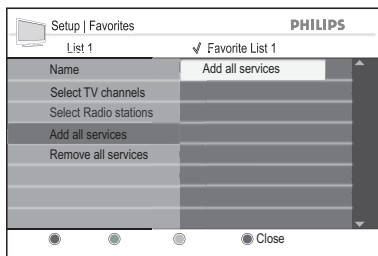 Setup | Favorites PHILIPS
List 1 √ Favorite List 1
Name Add all services
Select TV channels
Select Radio stations
Add all services
Remove all services
Close